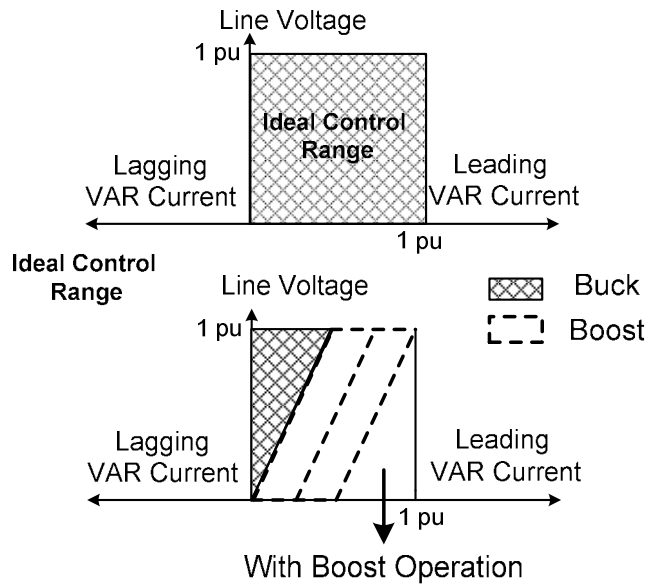 Line Voltage
1 pu
Ideal Control
Range
Lagging
VAR Current
Leading
VAR Current
1 pu
Ideal Control
Range
Line Voltage
Buck
Boost
1 pu
Lagging
VAR Current
Leading
VAR Current
1 pu
With Boost Operation